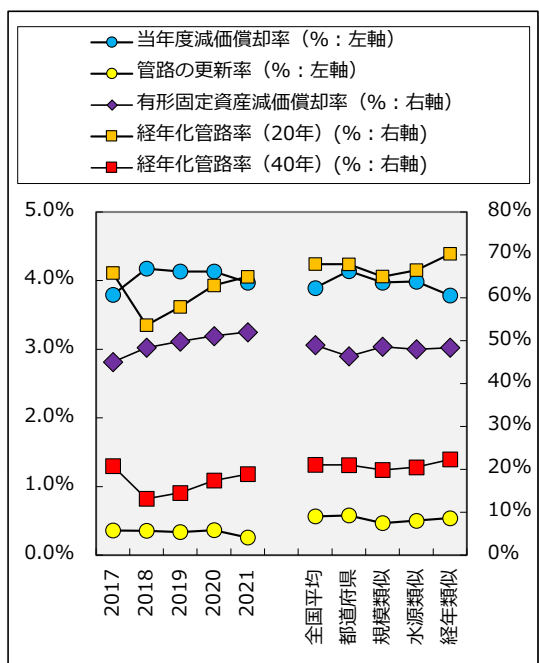 当年度減価償却率（%：左軸）
管路の更新率（%：左軸）
有形固定資産減価償却率（%：右軸）
経年化管路率（20年）(%：右軸)
経年化管路率（40年）(%：右軸)
5.0% 80%
70%
4.0% 60%
3.0% 50%
40%
2.0% 30%
1.0% 20%
10%
0.0% 0%
2017 2018 2019 2020 2021 全国平均 都道府県 規模類似 水源類似 経年類似